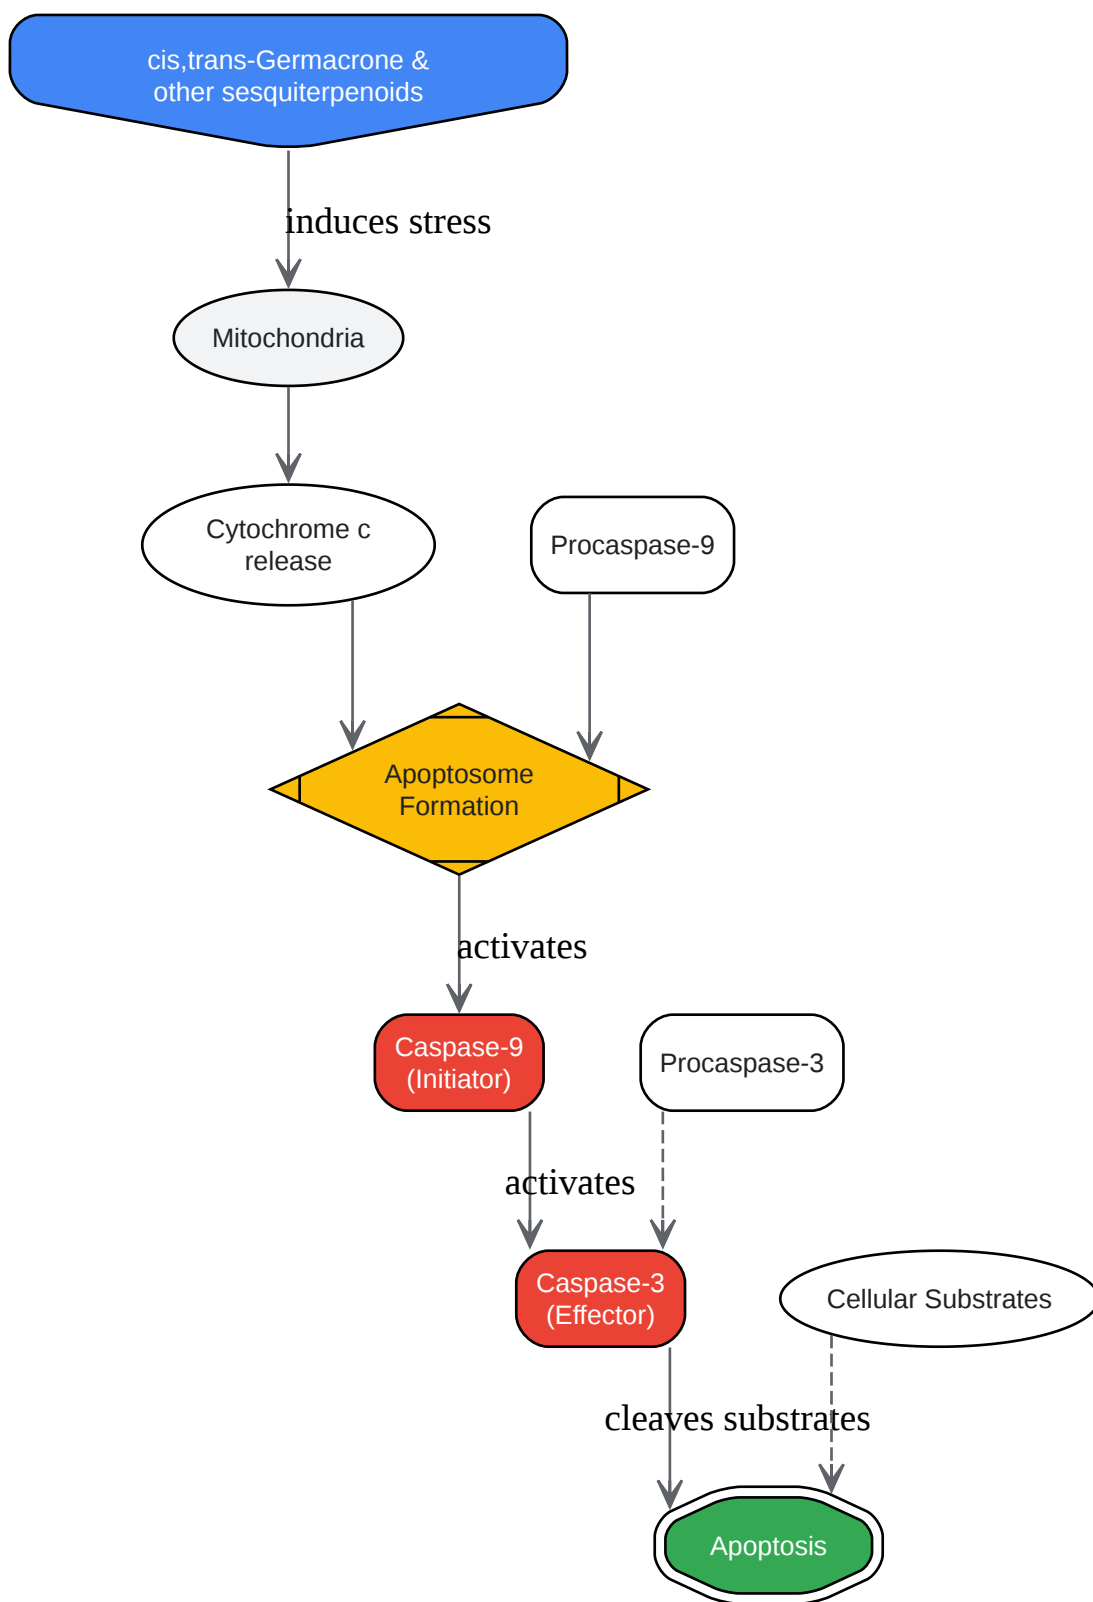 cis,trans-Germacrone &
other sesquiterpenoids
induces stress
Mitochondria
Cytochrome c
release
Procaspase-9
Apoptosome
Formation
activates
Caspase-9
(Initiator)
Procaspase-3
activates
Caspase-3
(Effector)
Cellular Substrates
cleaves substrates
Apoptosis